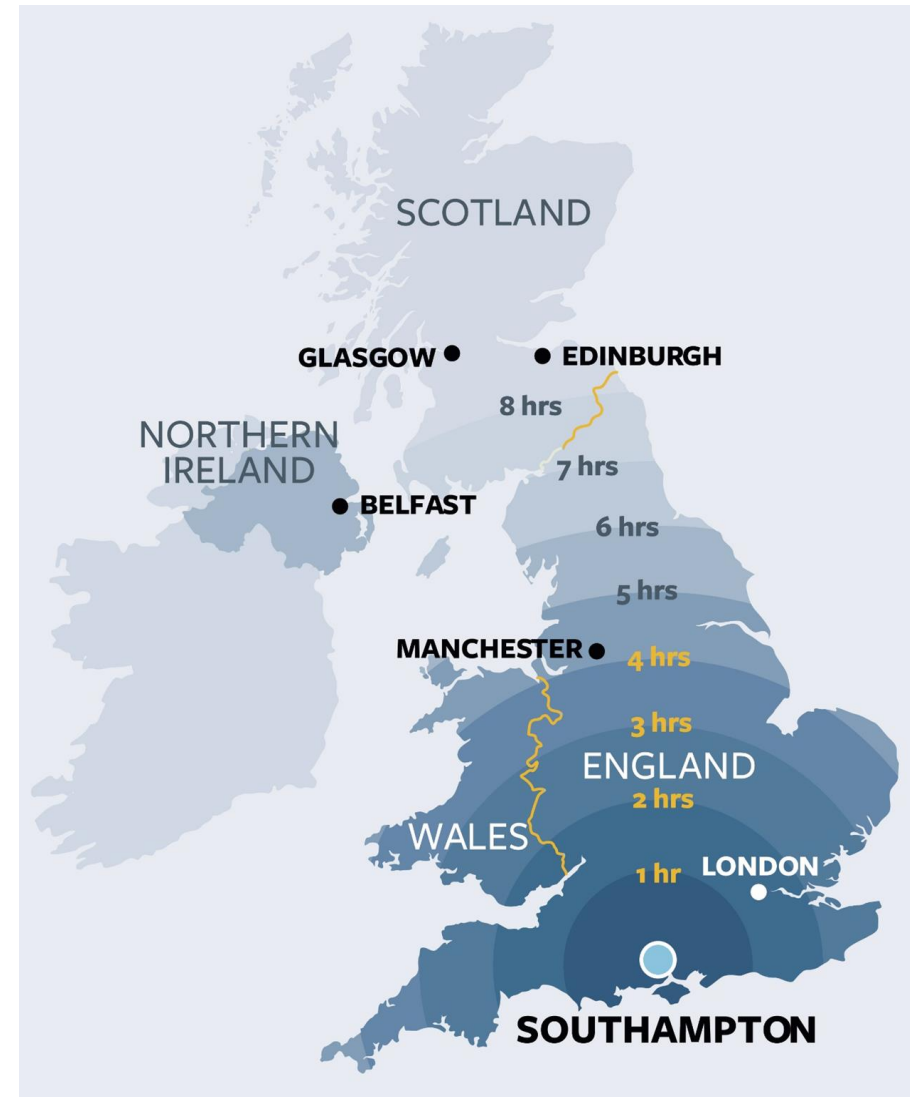 SCOTLAND
GLASGOW
EDINBURGH
8 hrs
NORTHERN
IRELAND
7 hrs
BELFAST
6 hrs
5 hrs
MANCHESTER
4 hrs
3 hrs
ENGLAND
2 hrs
WALES
LONDON
1 hr
SOUTHAMPTON